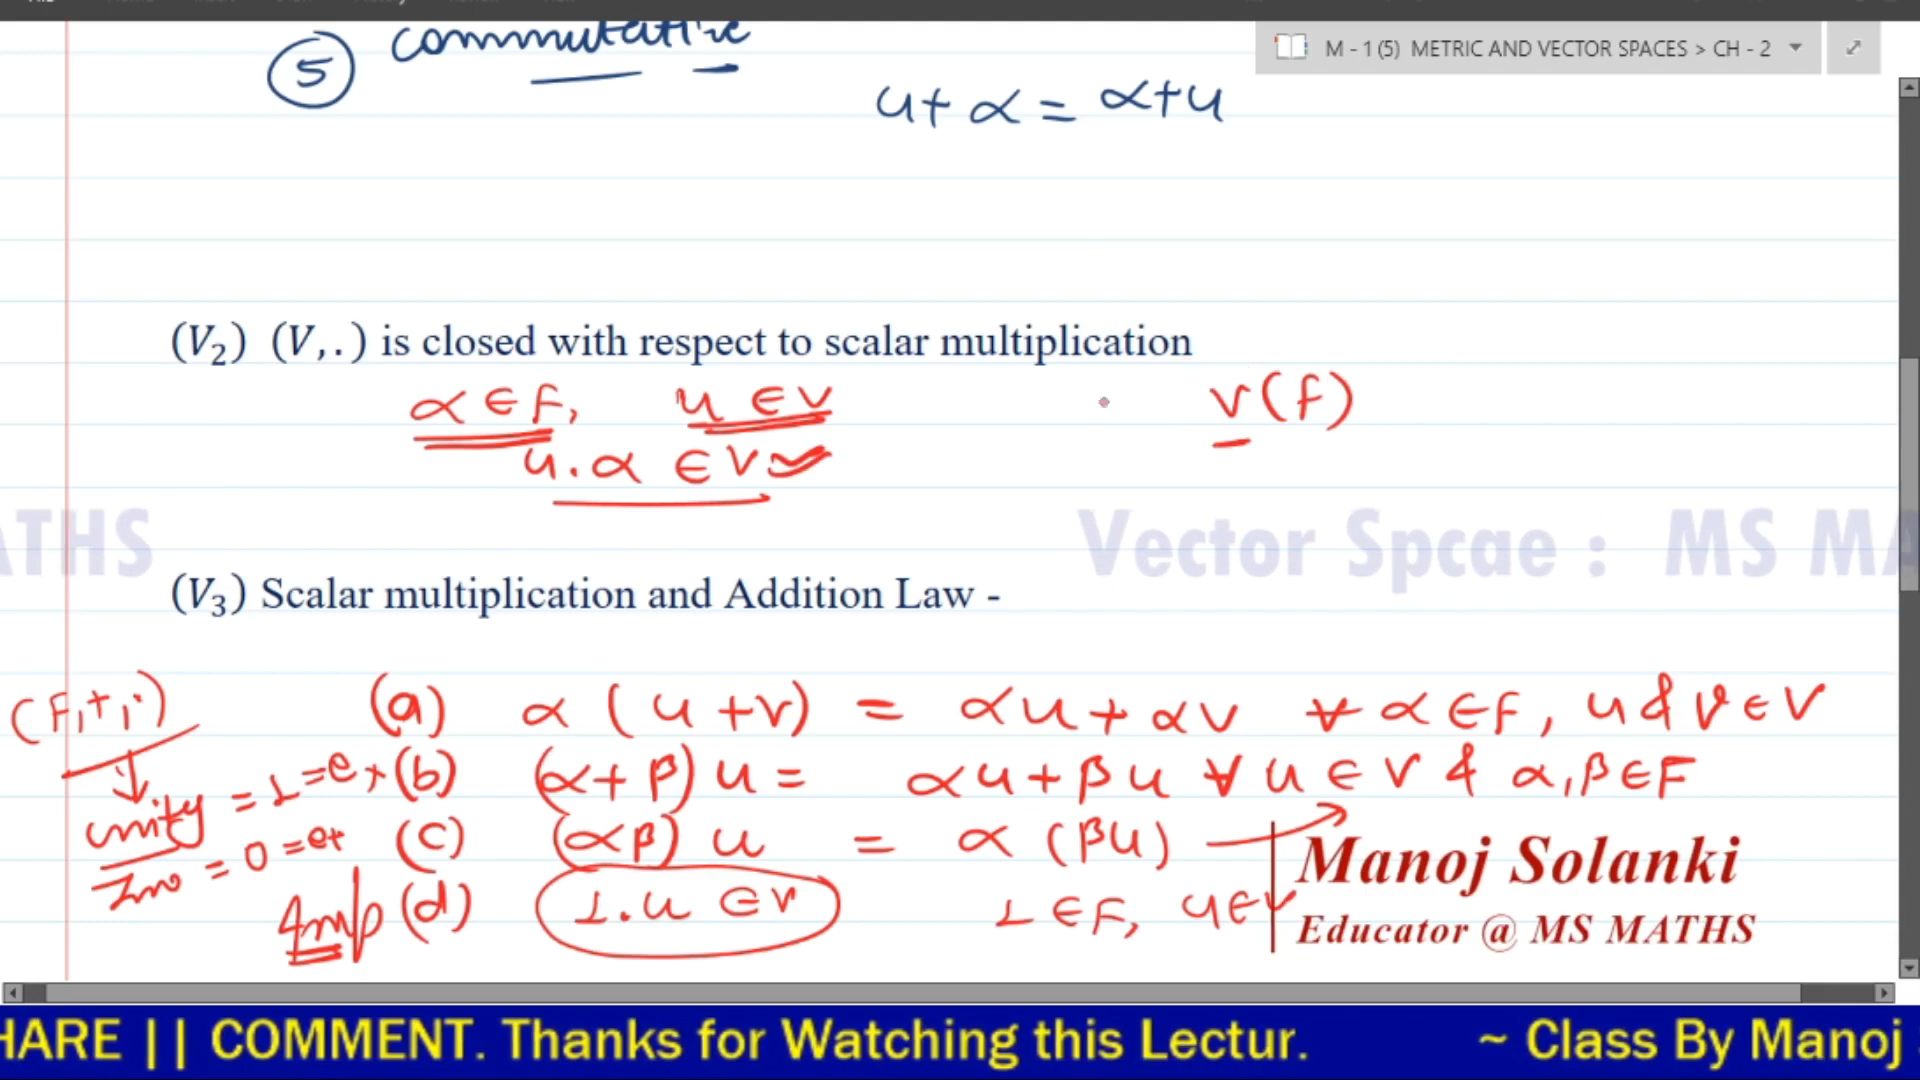 ⑤ commutative
M - 1 (5) METRIC AND VECTOR SPACES > CH - 2
u + α = α + u
(V₂) (V, .) is closed with respect to scalar multiplication
α ∈ F, u ∈ V
V(F)
u . α ∈ V
ATHS
Vector Spcae : MS MA
(V₃) Scalar multiplication and Addition Law -
(F, +, ·)
(a) α (u + v) = αu + αv ∀ α ∈ F, u & v ∈ V
unity = 1 = e×
(b) (α + β) u = αu + βu ∀ u ∈ V & α, β ∈ F
Zero = 0 = e+
(c) (αβ) u = α (βu)
Imp (d) 1 . u ∈ V 1 ∈ F, u ∈ V
Manoj Solanki
Educator @ MS MATHS
HARE || COMMENT. Thanks for Watching this Lectur. ~ Class By Manoj